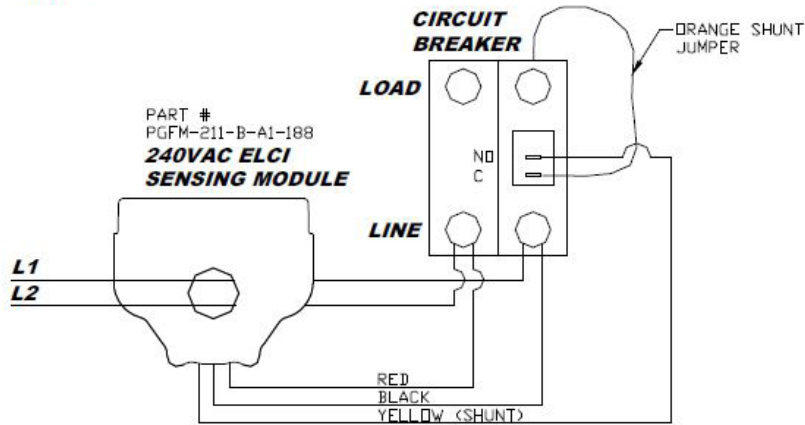 CIRCUIT
BREAKER
ORANGE SHUNT
JUMPER
LOAD
PART #
PGFM-211-B-A1-188
240VAC ELCI
SENSING MODULE
NO
C
LINE
L1
L2
RED
BLACK
YELLOW (SHUNT)